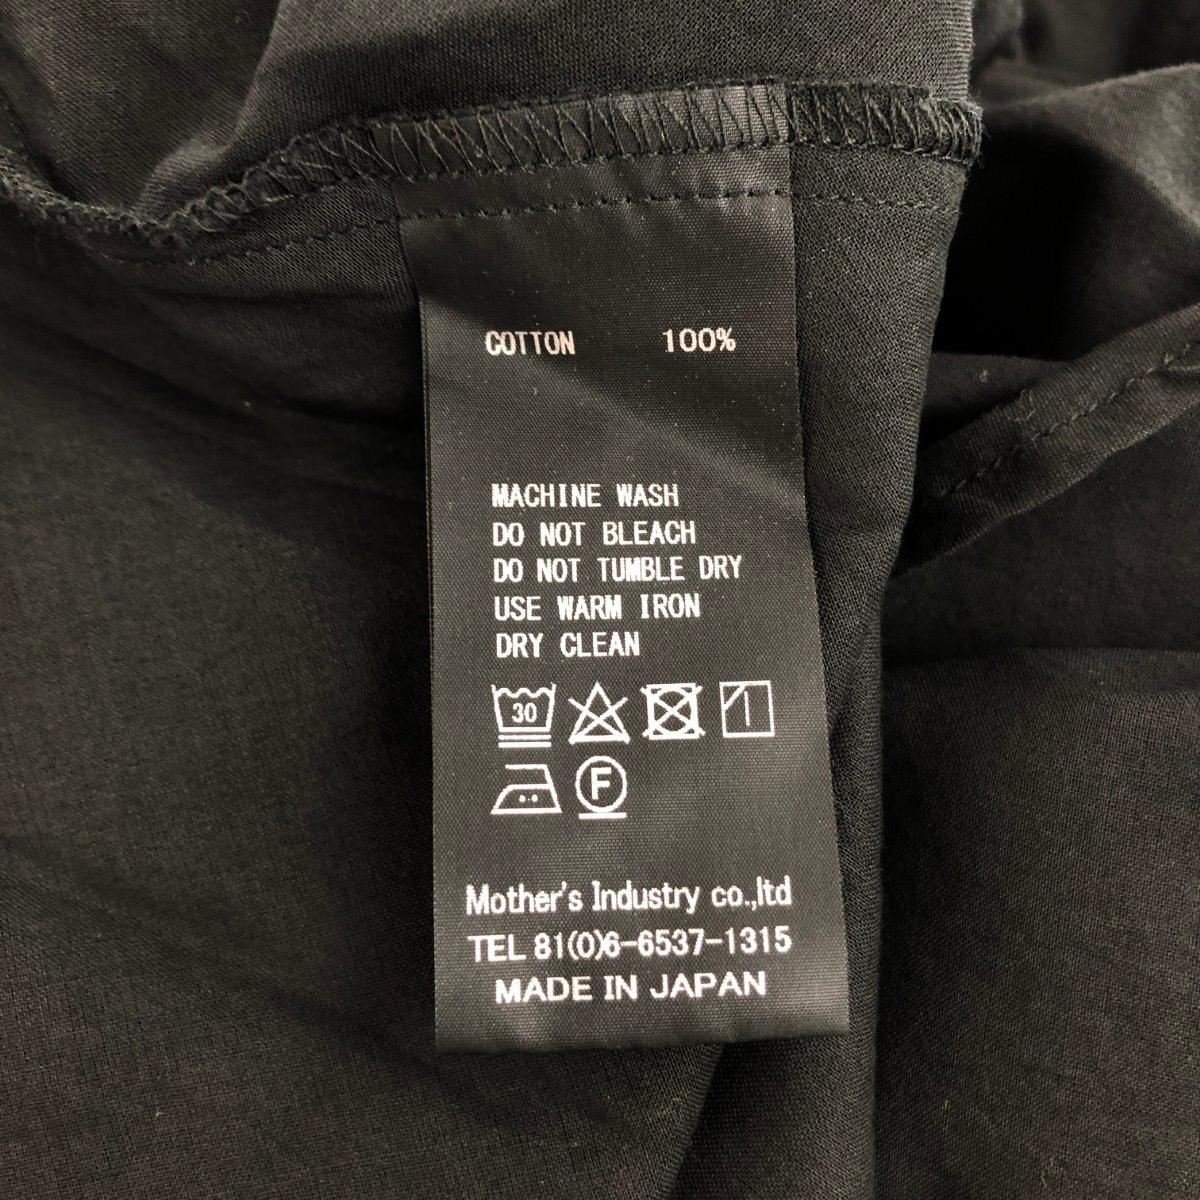 COTTON 100%
MACHINE WASH
DO NOT BLEACH
DO NOT TUMBLE DRY
USE WARM IRON
DRY CLEAN
30
F
Mother's Industry co.,ltd
TEL 81(0)6-6537-1315
MADE IN JAPAN